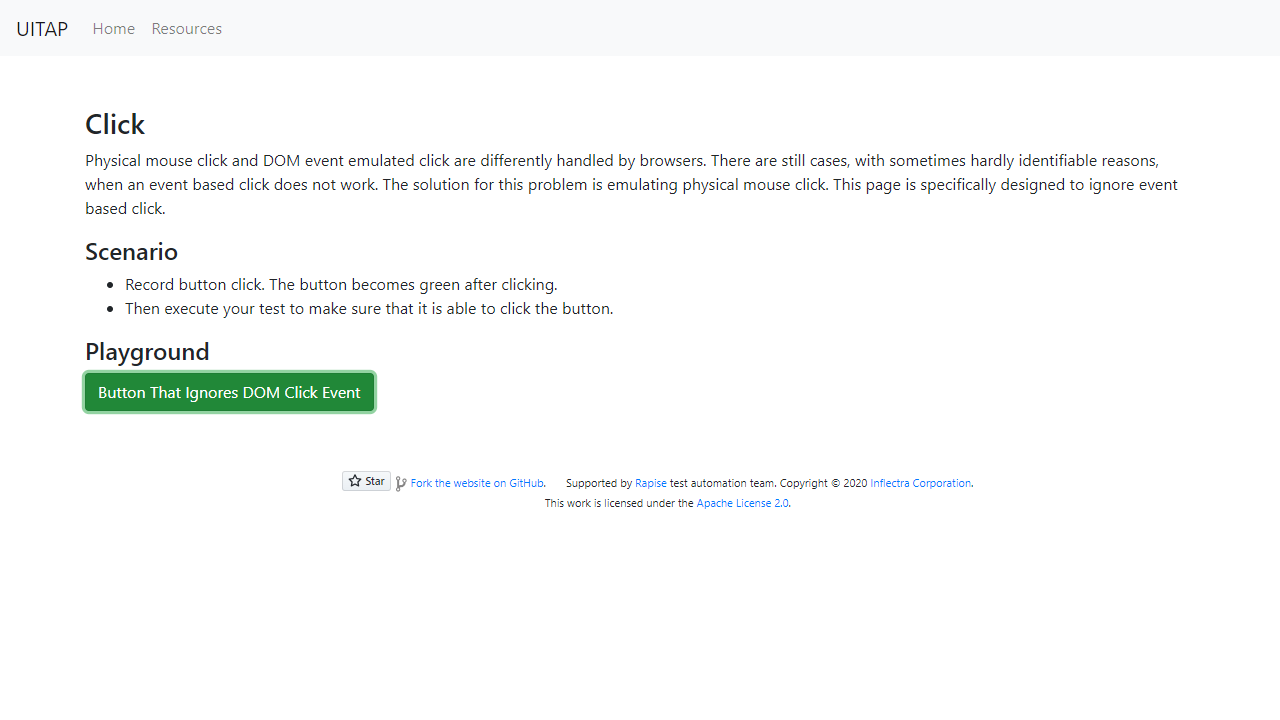 UITAP Home Resources
Click
Physical mouse click and DOM event emulated click are differently handled by browsers. There are still cases, with sometimes hardly identifiable reasons,
when an event based click does not work. The solution for this problem is emulating physical mouse click. This page is specifically designed to ignore event
based click.
Scenario
Record button click. The button becomes green after clicking.
Then execute your test to make sure that it is able to click the button.
Playground
Button That Ignores DOM Click Event
Star Fork the website on GitHub. Supported by Rapise test automation team. Copyright © 2020 Inflectra Corporation.
This work is licensed under the Apache License 2.0.